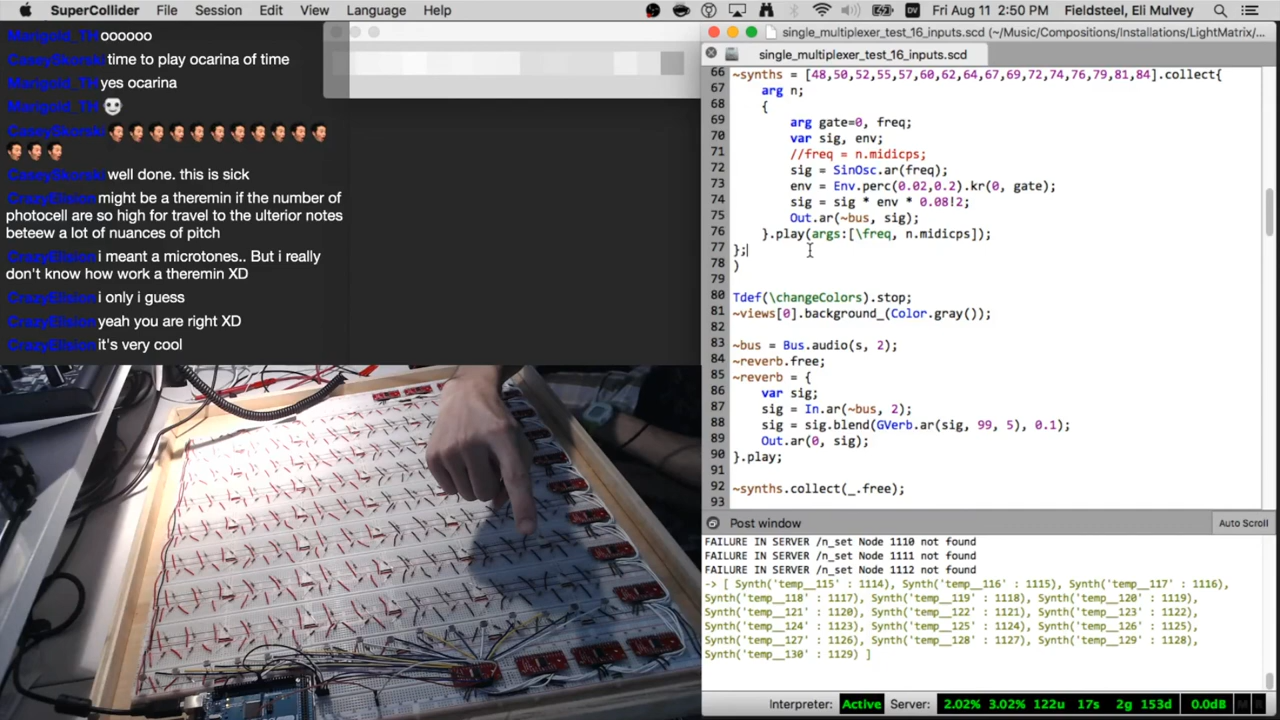 SuperCollider File Session Edit View Language Help
Fri Aug 11 2:50 PM Fieldsteel, Eli Mulvey
Marigold_TH oooooo
CaseySkorski time to play ocarina of time
Marigold_TH yes ocarina
Marigold_TH
CaseySkorski
CaseySkorski well done. this is sick
CrazyElision might be a theremin if the number of
photocell are so high for travel to the ulterior notes
beteew a lot of nuances of pitch
CrazyElision i meant a microtones.. But i really
don't know how work a theremin XD
CrazyElision i only i guess
CrazyElision yeah you are right XD
CrazyElision it's very cool
single_multiplexer_test_16_inputs.scd (~/Music/Compositions/Installations/LightMatrix/...
single_multiplexer_test_16_inputs.scd
66 ~synths = [48,50,52,55,57,60,62,64,67,69,72,74,76,79,81,84].collect{
67 arg n;
68 {
69 arg gate=0, freq;
70 var sig, env;
71 //freq = n.midicps;
72 sig = SinOsc.ar(freq);
73 env = Env.perc(0.02,0.2).kr(0, gate);
74 sig = sig * env * 0.08!2;
75 Out.ar(~bus, sig);
76 }.play(args:[\freq, n.midicps]);
77 };
78 )
79
80 Tdef(\changeColors).stop;
81 ~views[0].background_(Color.gray());
82
83 ~bus = Bus.audio(s, 2);
84 ~reverb.free;
85 ~reverb = {
86 var sig;
87 sig = In.ar(~bus, 2);
88 sig = sig.blend(GVerb.ar(sig, 99, 5), 0.1);
89 Out.ar(0, sig);
90 }.play;
91
92 ~synths.collect(_.free);
93
Post window Auto Scroll
FAILURE IN SERVER /n_set Node 1110 not found
FAILURE IN SERVER /n_set Node 1111 not found
FAILURE IN SERVER /n_set Node 1112 not found
-> [ Synth('temp__115' : 1114), Synth('temp__116' : 1115), Synth('temp__117' : 1116),
Synth('temp__118' : 1117), Synth('temp__119' : 1118), Synth('temp__120' : 1119),
Synth('temp__121' : 1120), Synth('temp__122' : 1121), Synth('temp__123' : 1122),
Synth('temp__124' : 1123), Synth('temp__125' : 1124), Synth('temp__126' : 1125),
Synth('temp__127' : 1126), Synth('temp__128' : 1127), Synth('temp__129' : 1128),
Synth('temp__130' : 1129) ]
Interpreter: Active Server: 2.02% 3.02% 122u 17s 2g 153d 0.0dB M R